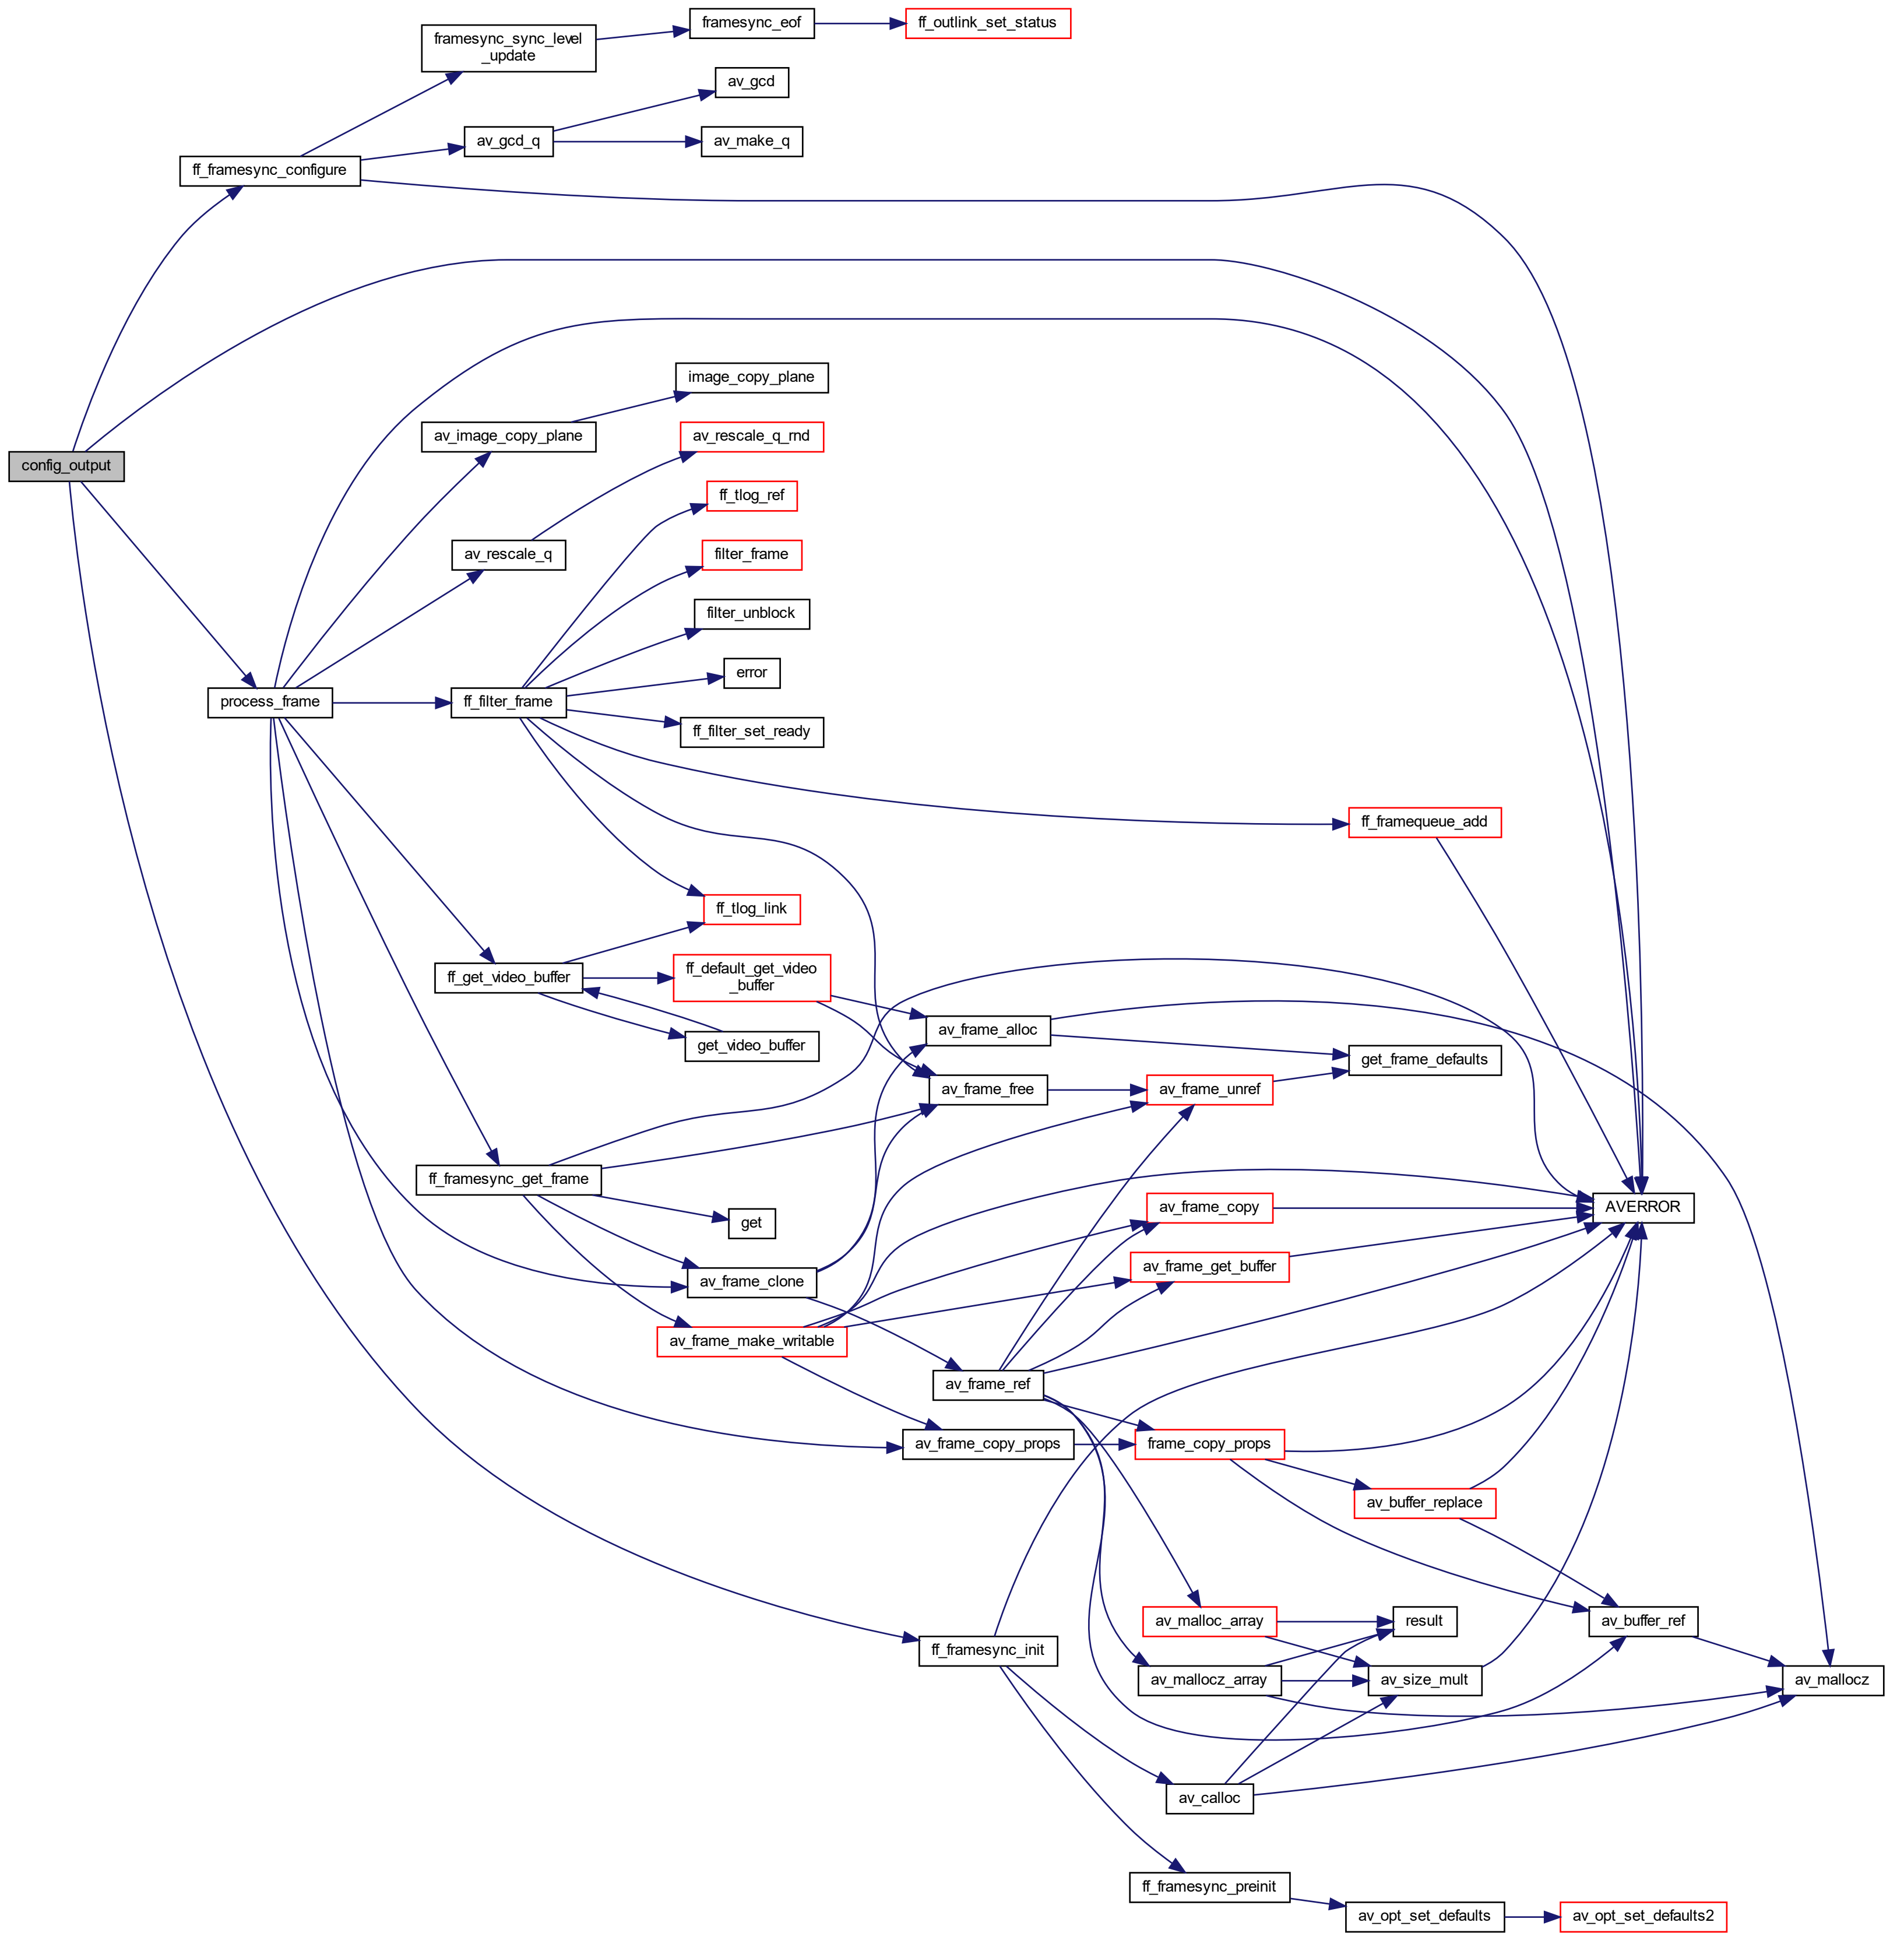 framesync_eof
ff_outlink_set_status
framesync_sync_level
_update
av_gcd
av_gcd_q
av_make_q
ff_framesync_configure
image_copy_plane
av_image_copy_plane
av_rescale_q_rnd
config_output
ff_tlog_ref
av_rescale_q
filter_frame
filter_unblock
error
process_frame
ff_filter_frame
ff_filter_set_ready
ff_framequeue_add
ff_tlog_link
ff_get_video_buffer
ff_default_get_video
_buffer
av_frame_alloc
get_video_buffer
get_frame_defaults
av_frame_free
av_frame_unref
ff_framesync_get_frame
get
av_frame_copy
AVERROR
av_frame_clone
av_frame_get_buffer
av_frame_make_writable
av_frame_ref
av_frame_copy_props
frame_copy_props
av_buffer_replace
av_malloc_array
result
av_buffer_ref
ff_framesync_init
av_mallocz_array
av_size_mult
av_mallocz
av_calloc
ff_framesync_preinit
av_opt_set_defaults
av_opt_set_defaults2